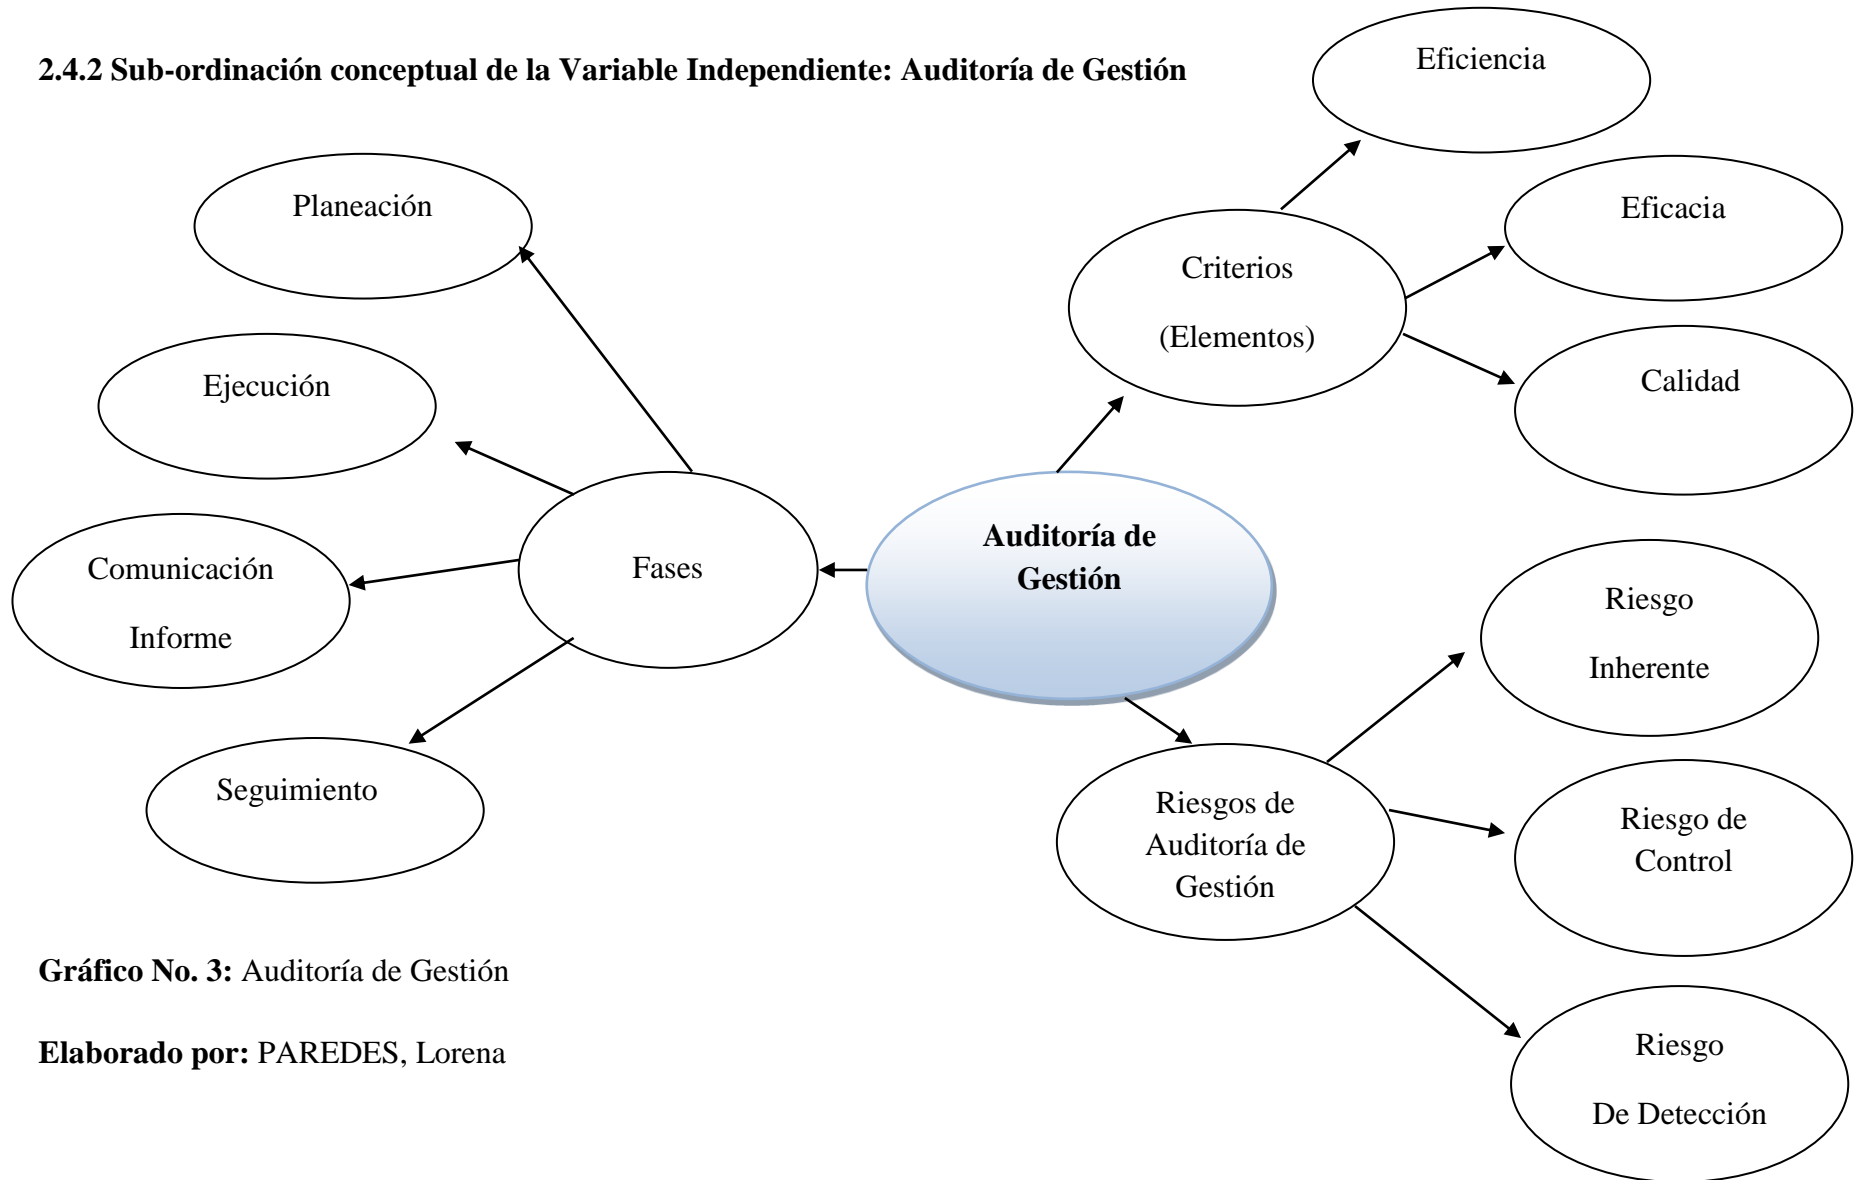 2.4.2 Sub-ordinación conceptual de la Variable Independiente: Auditoría de Gestión
Planeación
Ejecución
Comunicación
Informe
Seguimiento
Fases
Auditoría de
Gestión
Criterios
(Elementos)
Eficiencia
Eficacia
Calidad
Riesgos de
Auditoría de
Gestión
Riesgo
Inherente
Riesgo de
Control
Riesgo
De Detección
Gráfico No. 3: Auditoría de Gestión
Elaborado por: PAREDES, Lorena